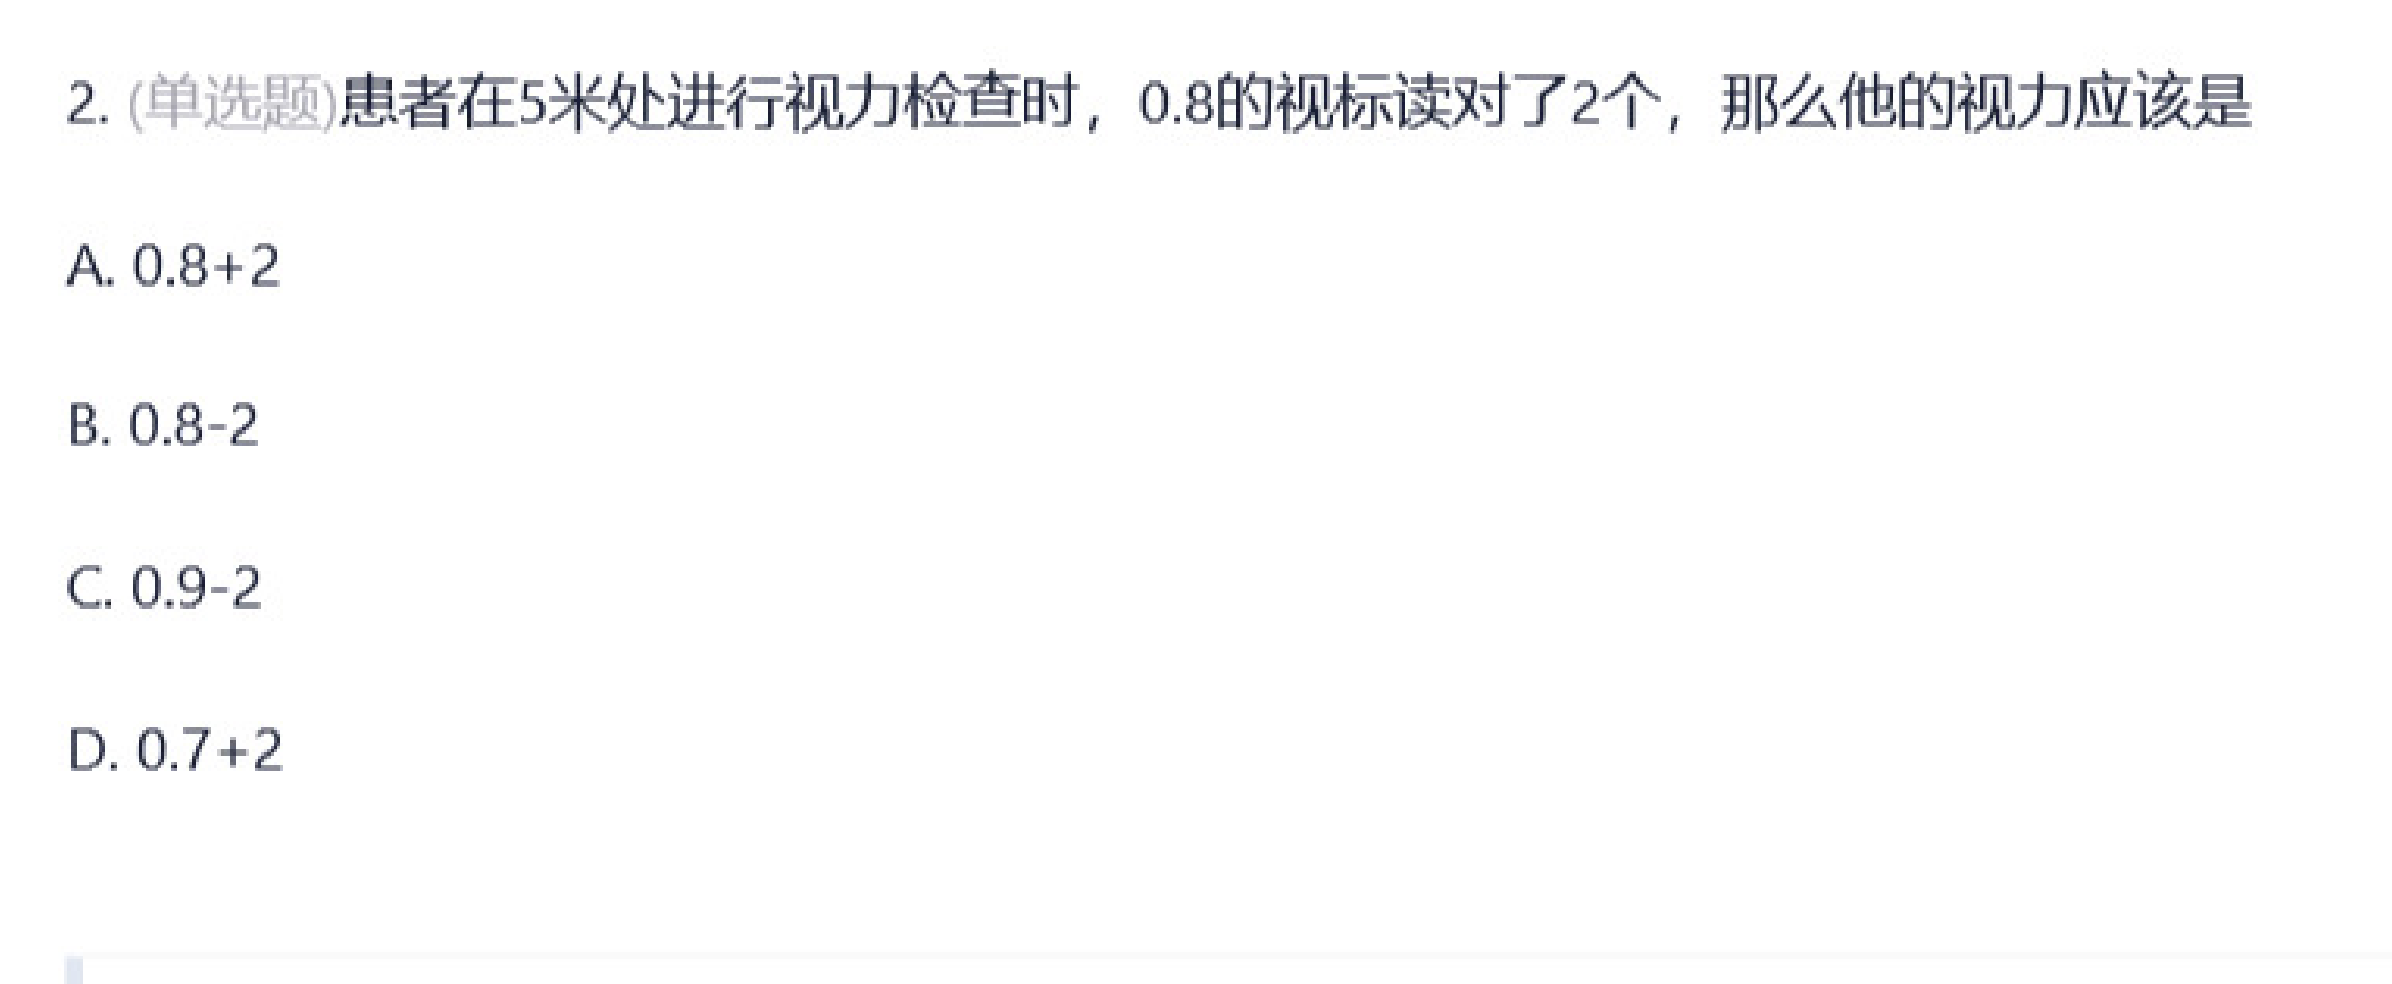 2. (单选题)患者在5米处进行视力检查时，0.8的视标读对了2个，那么他的视力应该是
A. 0.8+2
B. 0.8-2
C. 0.9-2
D. 0.7+2